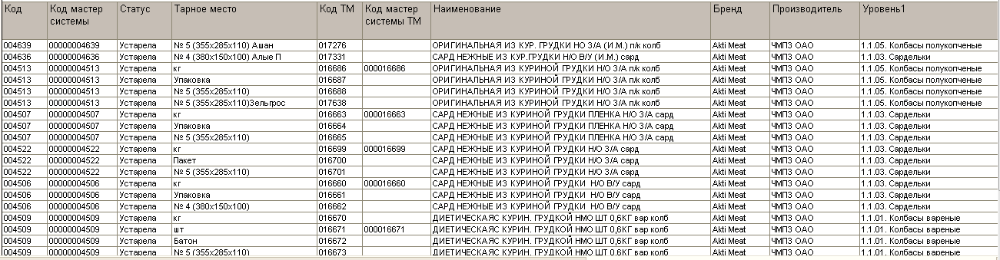 Код Код мастер системы Статус Тарное место Код ТМ Код мастер системы ТМ Наименование Бренд Производитель Уровень1
004639 00000004639 Устарела № 5 (355x285x110) Ашан 017276 ОРИГИНАЛЬНАЯ ИЗ КУР. ГРУДКИ НО З/А (И.М.) п/к колб Akti Meat ЧМПЗ ОАО 1.1.05. Колбасы полукопченые
004636 00000004636 Устарела № 4 (380x150x100) Алые П 017331 САРД НЕЖНЫЕ ИЗ КУР.ГРУДКИ Н/О В/У (И.М.) сард Akti Meat ЧМПЗ ОАО 1.1.03. Сардельки
004513 00000004513 Устарела кг 016686 000016686 ОРИГИНАЛЬНАЯ ИЗ КУРИНОЙ ГРУДКИ Н/О З/А п/к колб Akti Meat ЧМПЗ ОАО 1.1.05. Колбасы полукопченые
004513 00000004513 Устарела Упаковка 016687 ОРИГИНАЛЬНАЯ ИЗ КУРИНОЙ ГРУДКИ Н/О З/А п/к колб Akti Meat ЧМПЗ ОАО 1.1.05. Колбасы полукопченые
004513 00000004513 Устарела № 5 (355x285x110) 016688 ОРИГИНАЛЬНАЯ ИЗ КУРИНОЙ ГРУДКИ Н/О З/А п/к колб Akti Meat ЧМПЗ ОАО 1.1.05. Колбасы полукопченые
004513 00000004513 Устарела № 5 (355x285x110)Зельгрос 017638 ОРИГИНАЛЬНАЯ ИЗ КУРИНОЙ ГРУДКИ Н/О З/А п/к колб Akti Meat ЧМПЗ ОАО 1.1.05. Колбасы полукопченые
004507 00000004507 Устарела кг 016663 000016663 САРД НЕЖНЫЕ ИЗ КУРИНОЙ ГРУДКИ ПЛЕНКА Н/О З/А сард Akti Meat ЧМПЗ ОАО 1.1.03. Сардельки
004507 00000004507 Устарела Упаковка 016664 САРД НЕЖНЫЕ ИЗ КУРИНОЙ ГРУДКИ ПЛЕНКА Н/О З/А сард Akti Meat ЧМПЗ ОАО 1.1.03. Сардельки
004507 00000004507 Устарела № 5 (355x285x110) 016665 САРД НЕЖНЫЕ ИЗ КУРИНОЙ ГРУДКИ ПЛЕНКА Н/О З/А сард Akti Meat ЧМПЗ ОАО 1.1.03. Сардельки
004522 00000004522 Устарела кг 016699 000016699 САРД НЕЖНЫЕ ИЗ КУРИНОЙ ГРУДКИ Н/О З/А сард Akti Meat ЧМПЗ ОАО 1.1.03. Сардельки
004522 00000004522 Устарела Пакет 016700 САРД НЕЖНЫЕ ИЗ КУРИНОЙ ГРУДКИ Н/О З/А сард Akti Meat ЧМПЗ ОАО 1.1.03. Сардельки
004522 00000004522 Устарела № 5 (355x285x110) 016701 САРД НЕЖНЫЕ ИЗ КУРИНОЙ ГРУДКИ Н/О З/А сард Akti Meat ЧМПЗ ОАО 1.1.03. Сардельки
004506 00000004506 Устарела кг 016660 000016660 САРД НЕЖНЫЕ ИЗ КУРИНОЙ ГРУДКИ Н/О В/У сард Akti Meat ЧМПЗ ОАО 1.1.03. Сардельки
004506 00000004506 Устарела Упаковка 016661 САРД НЕЖНЫЕ ИЗ КУРИНОЙ ГРУДКИ Н/О В/У сард Akti Meat ЧМПЗ ОАО 1.1.03. Сардельки
004506 00000004506 Устарела № 4 (380x150x100) 016662 САРД НЕЖНЫЕ ИЗ КУРИНОЙ ГРУДКИ Н/О В/У сард Akti Meat ЧМПЗ ОАО 1.1.03. Сардельки
004509 00000004509 Устарела кг 016670 ДИЕТИЧЕСКАЯС КУРИН. ГРУДКОЙ НМО ШТ 0,6КГ вар колб Akti Meat ЧМПЗ ОАО 1.1.01. Колбасы вареные
004509 00000004509 Устарела шт 016671 000016671 ДИЕТИЧЕСКАЯС КУРИН. ГРУДКОЙ НМО ШТ 0,6КГ вар колб Akti Meat ЧМПЗ ОАО 1.1.01. Колбасы вареные
004509 00000004509 Устарела Батон 016672 ДИЕТИЧЕСКАЯС КУРИН. ГРУДКОЙ НМО ШТ 0,6КГ вар колб Akti Meat ЧМПЗ ОАО 1.1.01. Колбасы вареные
004509 00000004509 Устарела № 5 (355x285x110) 016673 ДИЕТИЧЕСКАЯС КУРИН. ГРУДКОЙ НМО ШТ 0,6КГ вар колб Akti Meat ЧМПЗ ОАО 1.1.01. Колбасы вареные